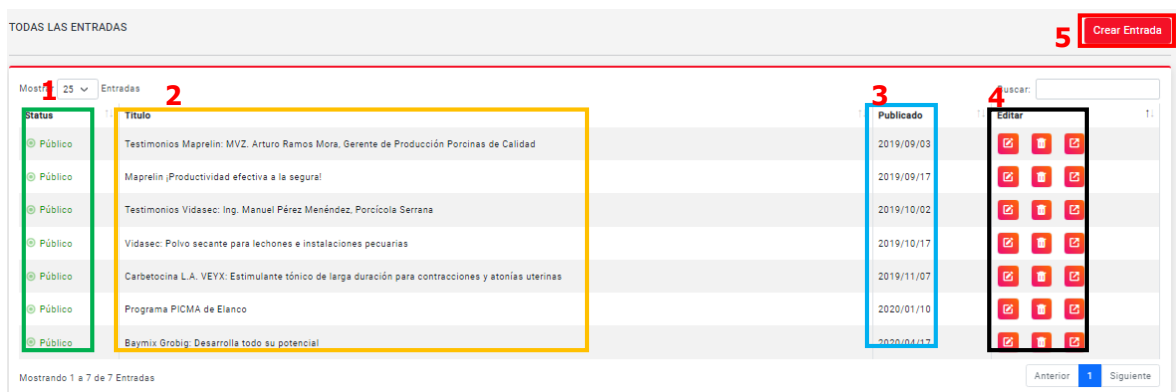 TODAS LAS ENTRADAS
5 Crear Entrada
Mostrar 25 Entradas Buscar:
1 2 3 4
Status Título Publicado Editar
Público Testimonios Maprelin: MVZ. Arturo Ramos Mora, Gerente de Producción Porcinas de Calidad 2019/09/03
Público Maprelin ¡Productividad efectiva a la segura! 2019/09/17
Público Testimonios Vidasec: Ing. Manuel Pérez Menéndez, Porcícola Serrana 2019/10/02
Público Vidasec: Polvo secante para lechones e instalaciones pecuarias 2019/10/17
Público Carbetocina L.A. VEYX: Estimulante tónico de larga duración para contracciones y atonías uterinas 2019/11/07
Público Programa PICMA de Elanco 2020/01/10
Público Baymix Grobig: Desarrolla todo su potencial 2020/04/17
Mostrando 1 a 7 de 7 Entradas Anterior 1 Siguiente